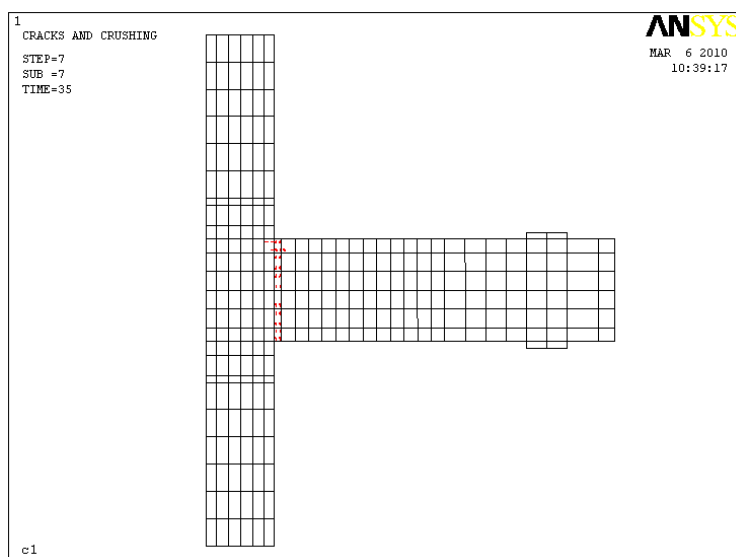 1
CRACKS AND CRUSHING
STEP=7
SUB =7
TIME=35
ANSYS
MAR  6 2010
10:39:17
c1